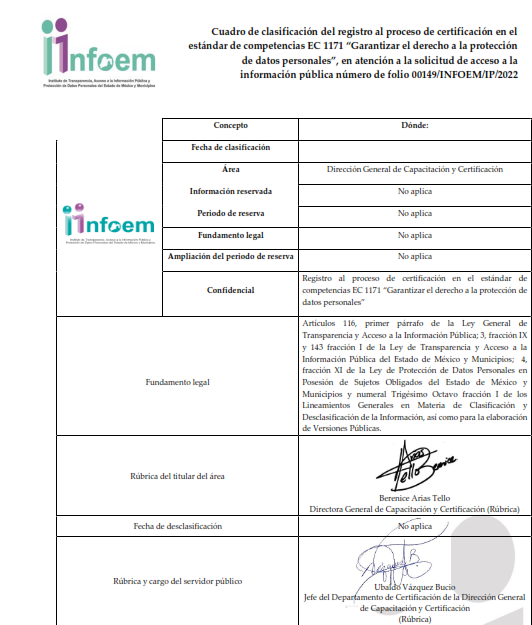 Infoem
Instituto de Transparencia, Acceso a la Información Pública y
Protección de Datos Personales del Estado de México y Municipios
Cuadro de clasificación del registro al proceso de certificación en el
estándar de competencias EC 1171 “Garantizar el derecho a la protección
de datos personales”, en atención a la solicitud de acceso a la
información pública número de folio 00149/INFOEM/IP/2022
Concepto Dónde:
Fecha de clasificación
Infoem
Instituto de Transparencia, Acceso a la Información Pública y
Protección de Datos Personales del Estado de México y Municipios
Área Dirección General de Capacitación y Certificación
Información reservada No aplica
Periodo de reserva No aplica
Fundamento legal No aplica
Ampliación del periodo de reserva No aplica
Confidencial
Registro al proceso de certificación en el estándar de
competencias EC 1171 “Garantizar el derecho a la protección de
datos personales”
Fundamento legal
Artículos 116, primer párrafo de la Ley General de
Transparencia y Acceso a la Información Pública; 3, fracción IX
y 143 fracción I de la Ley de Transparencia y Acceso a la
Información Pública del Estado de México y Municipios; 4,
fracción XI de la Ley de Protección de Datos Personales en
Posesión de Sujetos Obligados del Estado de México y
Municipios y numeral Trigésimo Octavo fracción I de los
Lineamientos Generales en Materia de Clasificación y
Desclasificación de la Información, así como para la elaboración
de Versiones Públicas.
Rúbrica del titular del área
Arias
Tello Berenice
Berenice Arias Tello
Directora General de Capacitación y Certificación (Rúbrica)
Fecha de desclasificación No aplica
Rúbrica y cargo del servidor público
Ubaldo Vázquez Bucio
Jefe del Departamento de Certificación de la Dirección General
de Capacitación y Certificación
(Rúbrica)